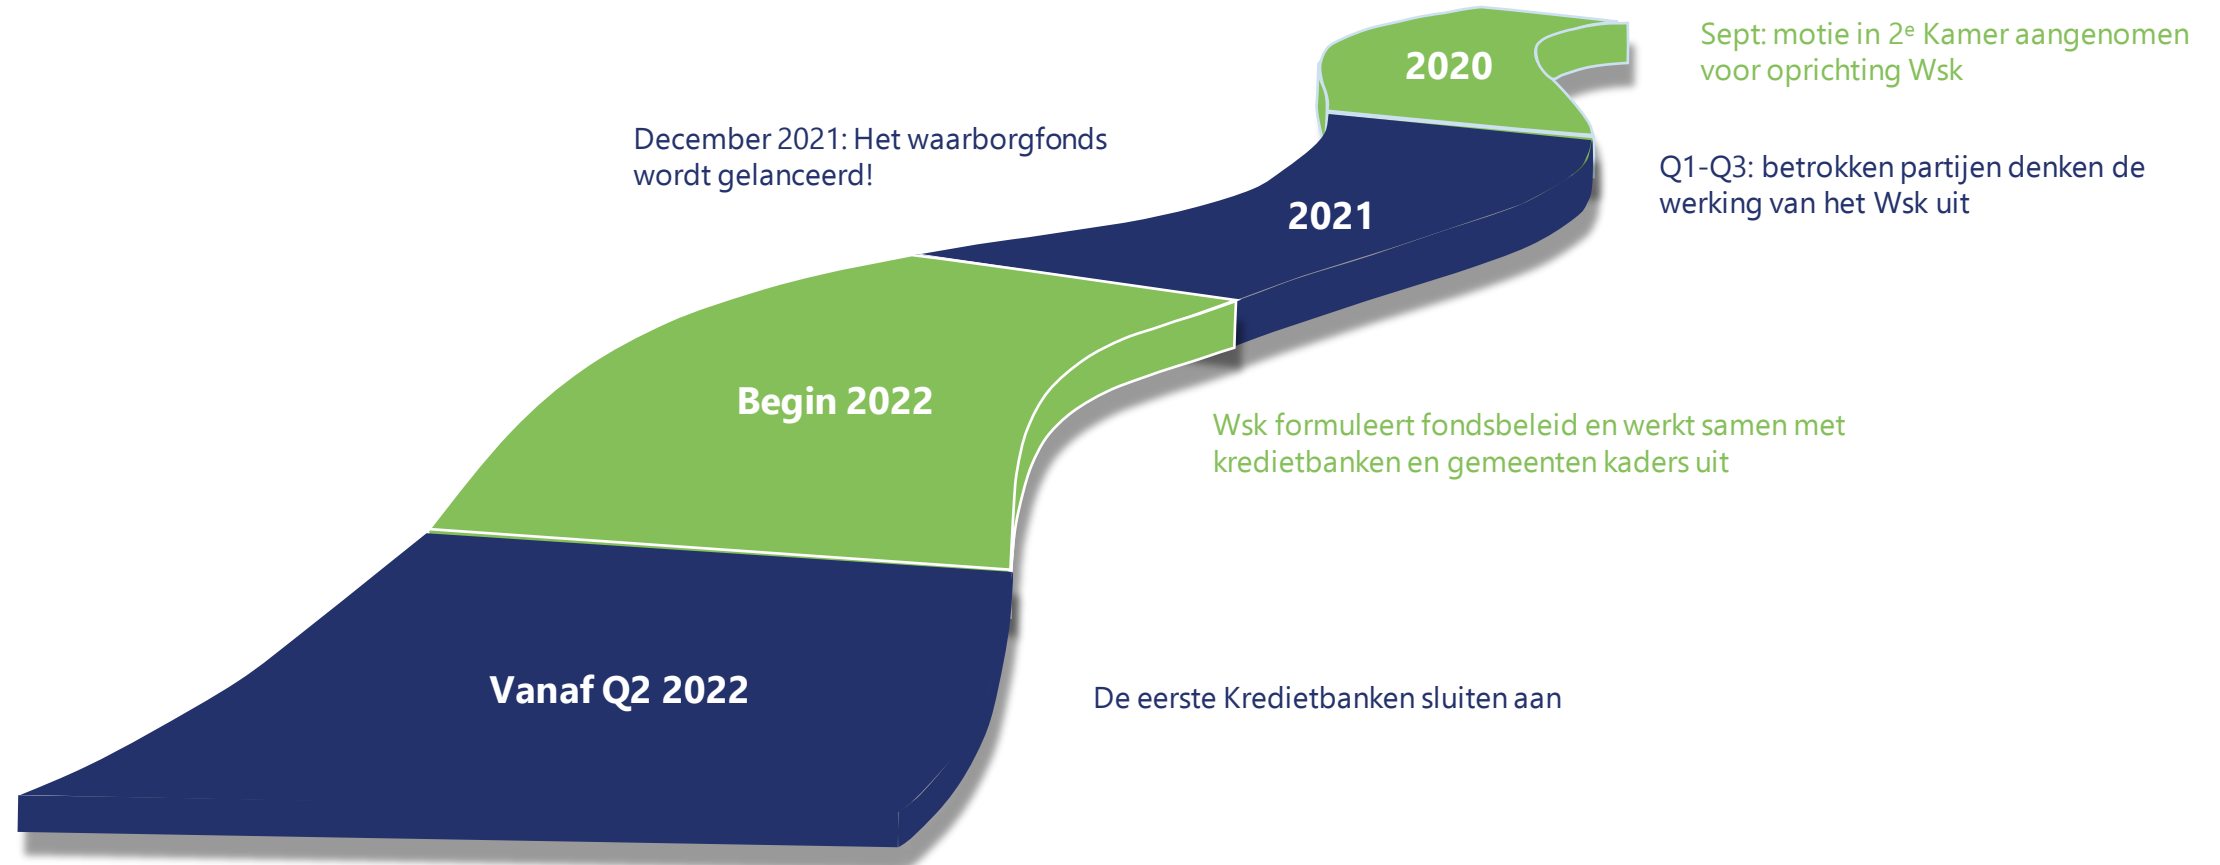 2020
Sept: motie in 2e Kamer aangenomen
voor oprichting Wsk
December 2021: Het waarborgfonds
wordt gelanceerd!
2021
Q1-Q3: betrokken partijen denken de
werking van het Wsk uit
Begin 2022
Wsk formuleert fondsbeleid en werkt samen met
kredietbanken en gemeenten kaders uit
Vanaf Q2 2022
De eerste Kredietbanken sluiten aan